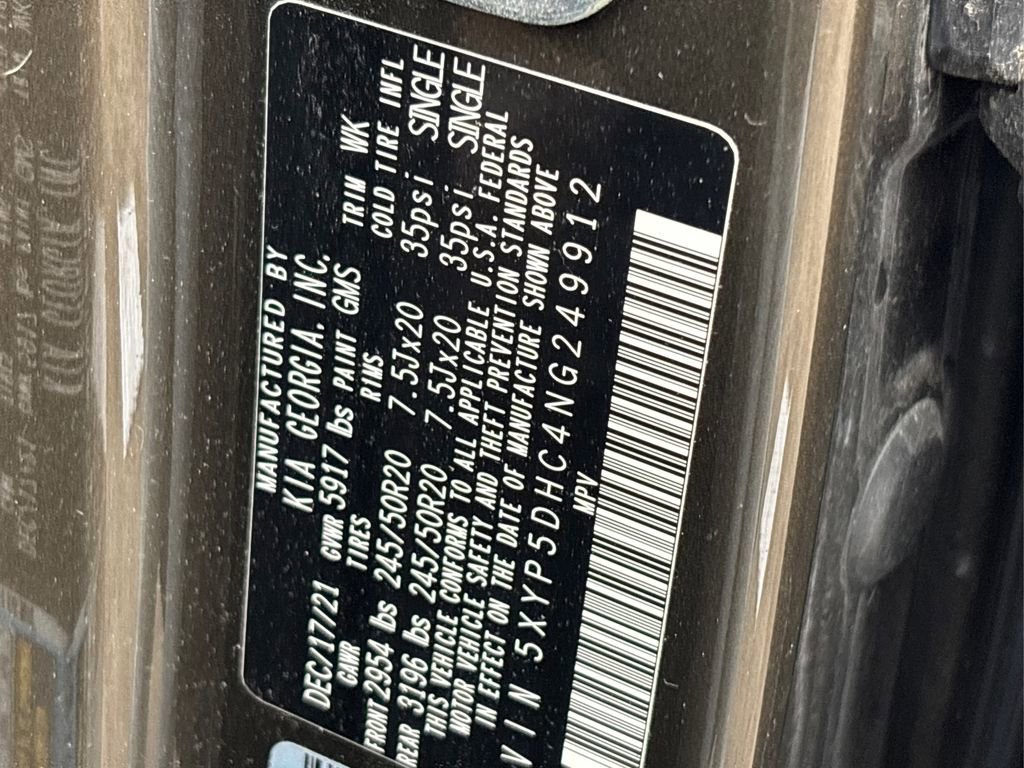 MANUFACTURED BY
KIA GEORGIA, INC.
DEC/17/21 GVWR 5917 lbs PAINT GMS TRIM WK
GAWR TIRES RIMS COLD TIRE INFL
FRONT 2954 lbs 245/50R20 7.5Jx20 35psi SINGLE
REAR 3196 lbs 245/50R20 7.5Jx20 35psi SINGLE
THIS VEHICLE CONFORMS TO ALL APPLICABLE U.S.A. FEDERAL
MOTOR VEHICLE SAFETY AND THEFT PREVENTION STANDARDS
IN EFFECT ON THE DATE OF MANUFACTURE SHOWN ABOVE
VIN 5XYP5DHC4NG249912
MPV